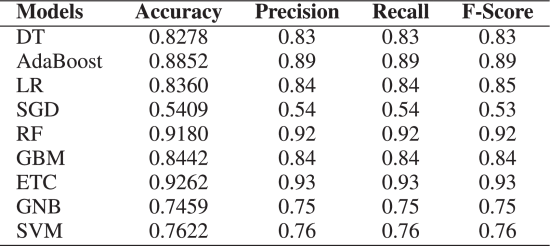 Models Accuracy Precision Recall F-Score
DT 0.8278 0.83 0.83 0.83
AdaBoost 0.8852 0.89 0.89 0.89
LR 0.8360 0.84 0.84 0.85
SGD 0.5409 0.54 0.54 0.53
RF 0.9180 0.92 0.92 0.92
GBM 0.8442 0.84 0.84 0.84
ETC 0.9262 0.93 0.93 0.93
GNB 0.7459 0.75 0.75 0.75
SVM 0.7622 0.76 0.76 0.76